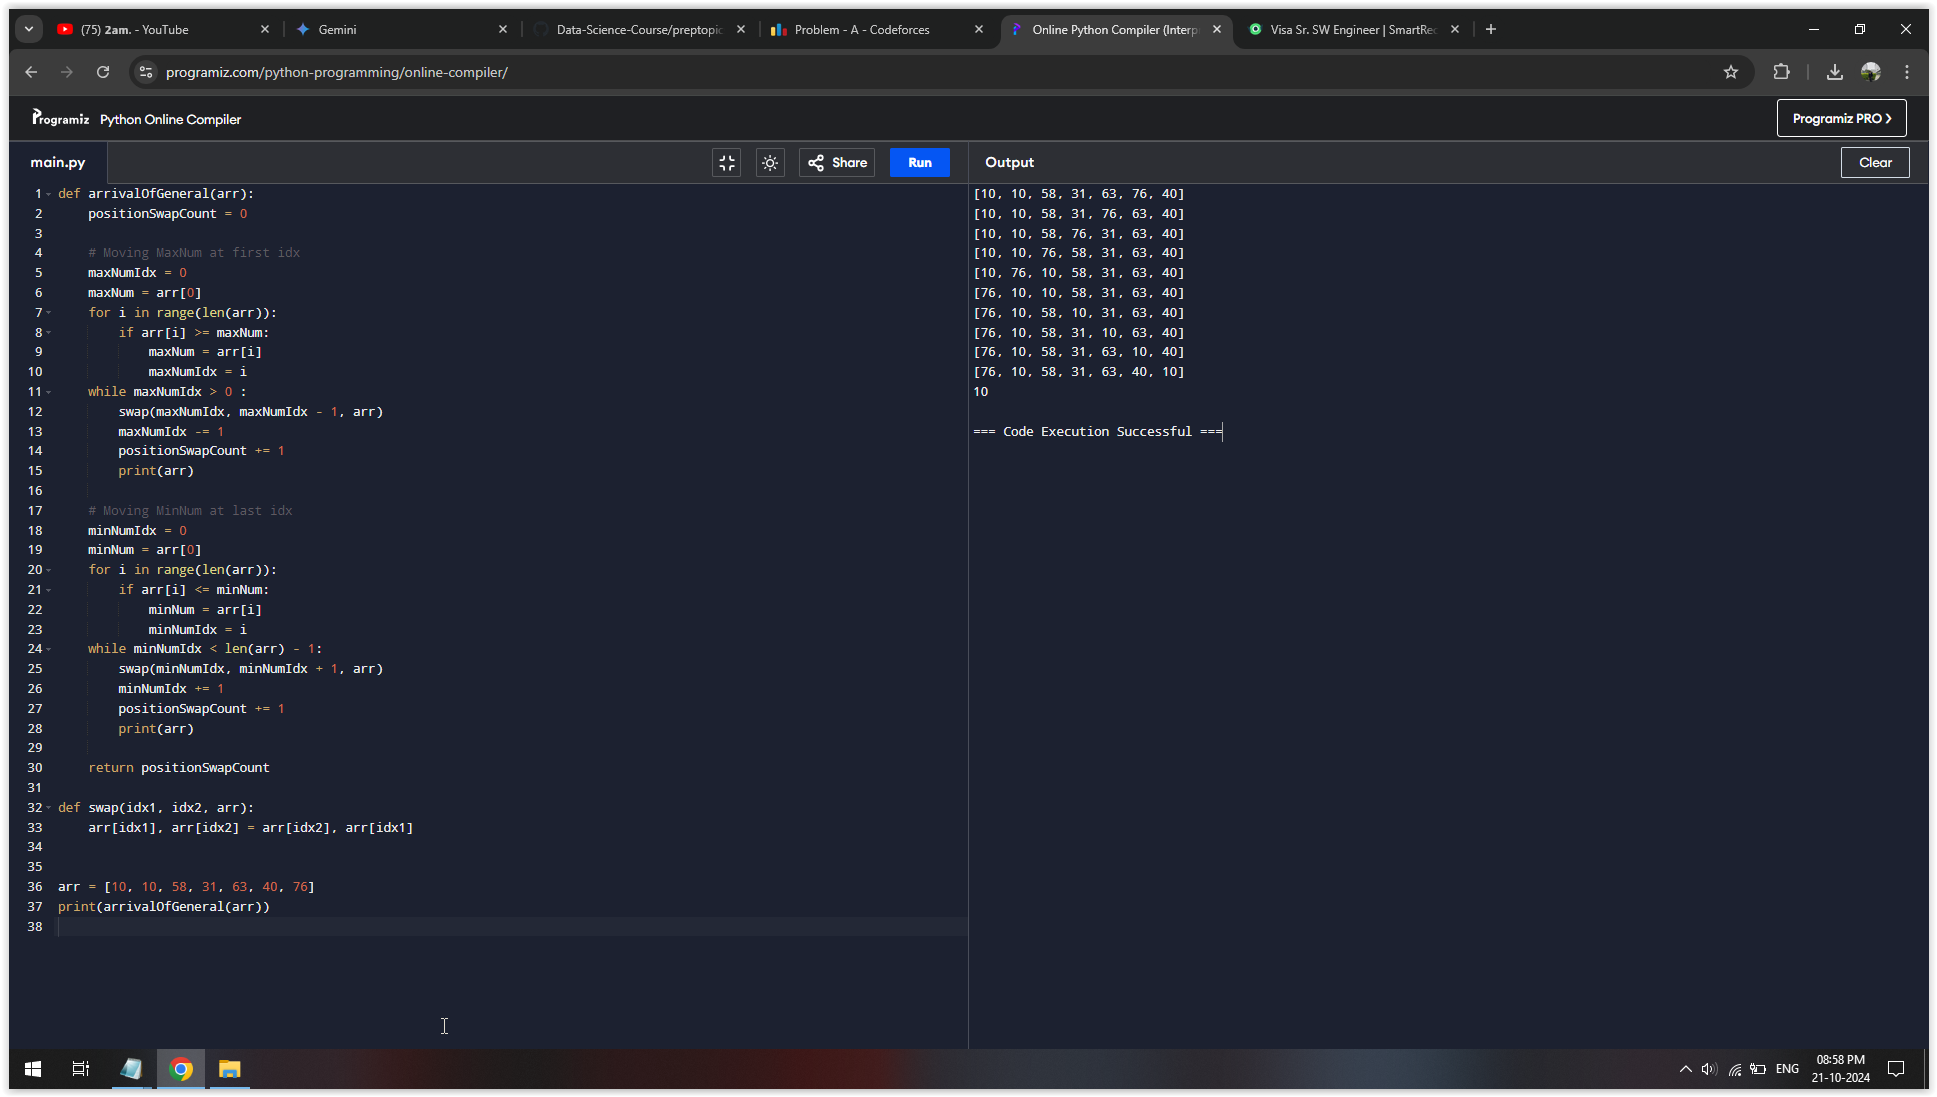 (75) 2am. - YouTube
Gemini
Data-Science-Course/preptopic
Problem - A - Codeforces
Online Python Compiler (Interp
Visa Sr. SW Engineer | SmartRec
programiz.com/python-programming/online-compiler/
Programiz Python Online Compiler
Programiz PRO
main.py
Share
Run
Output
Clear
1 def arrivalOfGeneral(arr):
2 positionSwapCount = 0
3
4 # Moving MaxNum at first idx
5 maxNumIdx = 0
6 maxNum = arr[0]
7 for i in range(len(arr)):
8 if arr[i] >= maxNum:
9 maxNum = arr[i]
10 maxNumIdx = i
11 while maxNumIdx > 0 :
12 swap(maxNumIdx, maxNumIdx - 1, arr)
13 maxNumIdx -= 1
14 positionSwapCount += 1
15 print(arr)
16
17 # Moving MinNum at last idx
18 minNumIdx = 0
19 minNum = arr[0]
20 for i in range(len(arr)):
21 if arr[i] <= minNum:
22 minNum = arr[i]
23 minNumIdx = i
24 while minNumIdx < len(arr) - 1:
25 swap(minNumIdx, minNumIdx + 1, arr)
26 minNumIdx += 1
27 positionSwapCount += 1
28 print(arr)
29
30 return positionSwapCount
31
32 def swap(idx1, idx2, arr):
33 arr[idx1], arr[idx2] = arr[idx2], arr[idx1]
34
35
36 arr = [10, 10, 58, 31, 63, 40, 76]
37 print(arrivalOfGeneral(arr))
38
[10, 10, 58, 31, 63, 76, 40]
[10, 10, 58, 31, 76, 63, 40]
[10, 10, 58, 76, 31, 63, 40]
[10, 10, 76, 58, 31, 63, 40]
[10, 76, 10, 58, 31, 63, 40]
[76, 10, 10, 58, 31, 63, 40]
[76, 10, 58, 10, 31, 63, 40]
[76, 10, 58, 31, 10, 63, 40]
[76, 10, 58, 31, 63, 10, 40]
[76, 10, 58, 31, 63, 40, 10]
10
=== Code Execution Successful ===
ENG
08:58 PM
21-10-2024